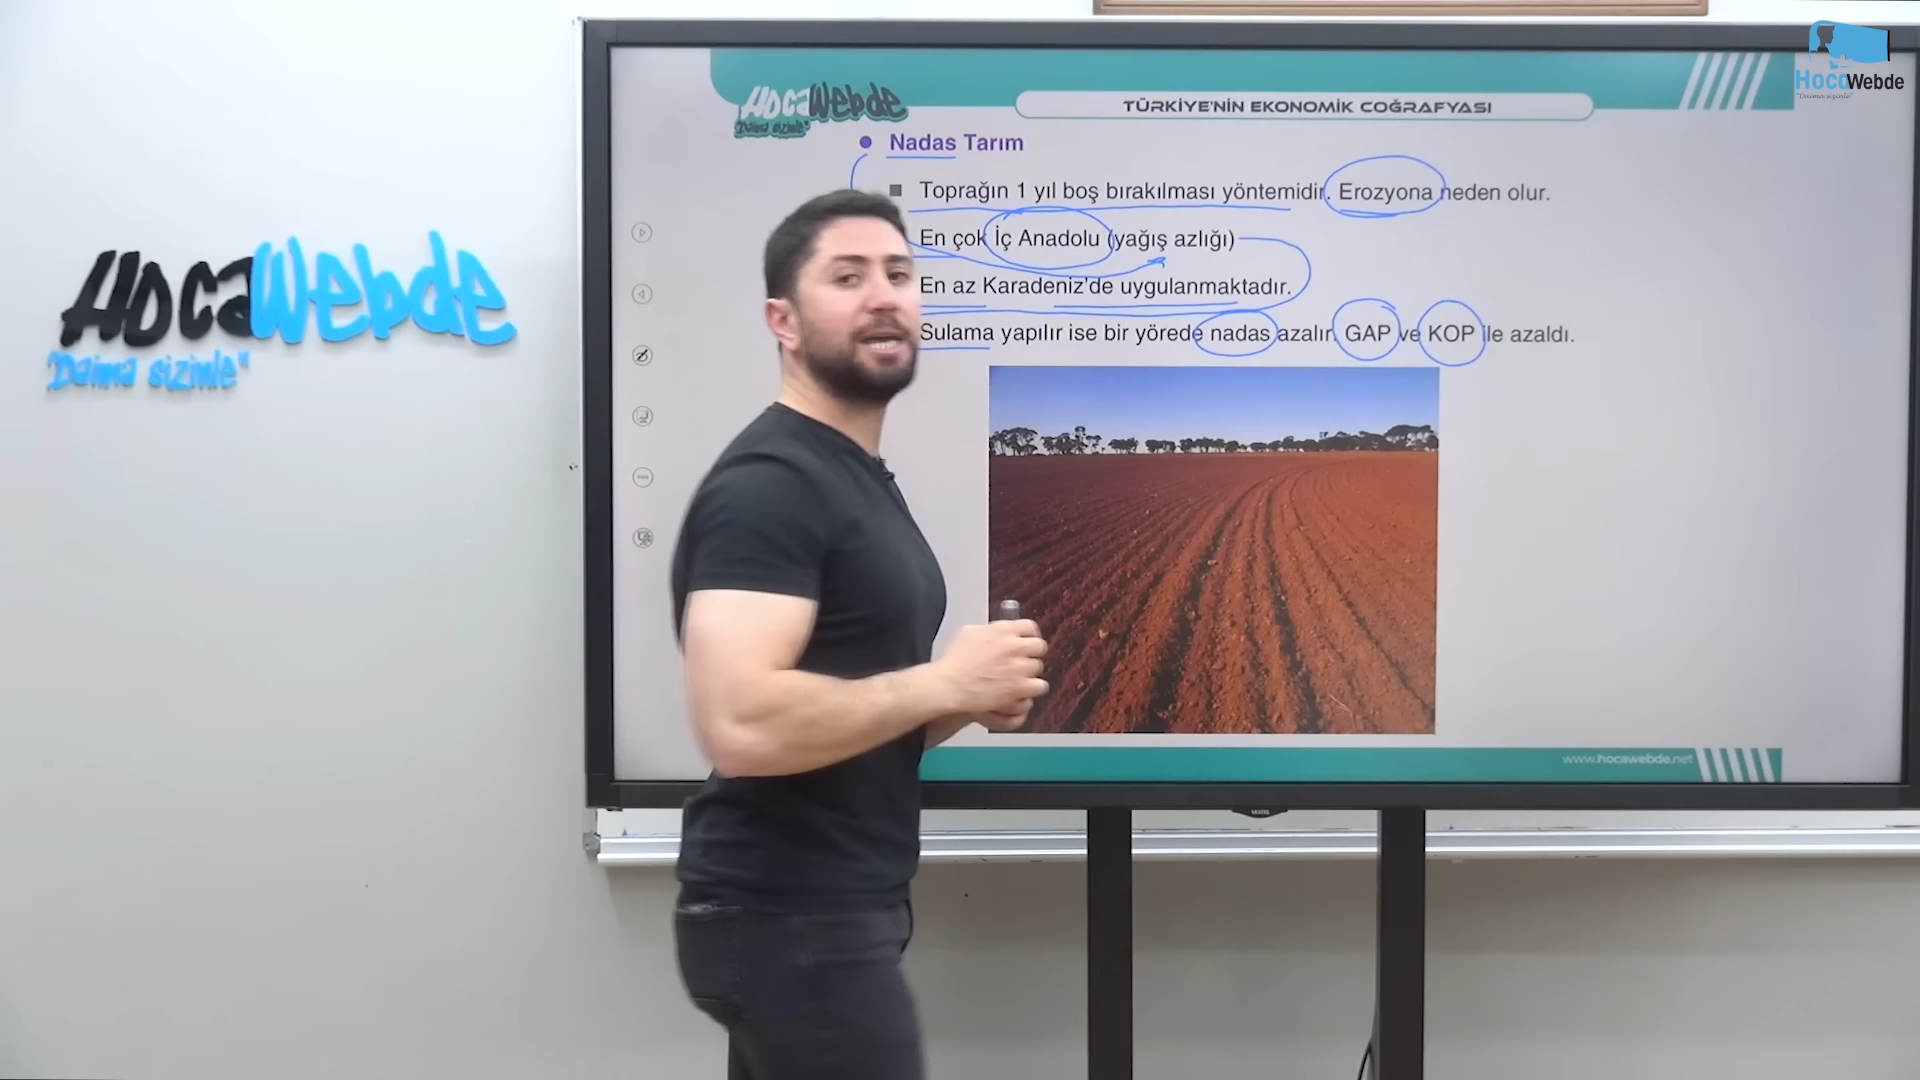 HocaWebde
"Daima sizinle"
HocaWebde
"Daima sizinle"
TÜRKİYE'NİN EKONOMİK COĞRAFYASI
HocaWebde
"Daima sizinle"
Nadas Tarım
Toprağın 1 yıl boş bırakılması yöntemidir. Erozyona neden olur.
En çok İç Anadolu (yağış azlığı)
En az Karadeniz'de uygulanmaktadır.
Sulama yapılır ise bir yörede nadas azalır. GAP ve KOP ile azaldı.
www.hocawebde.net